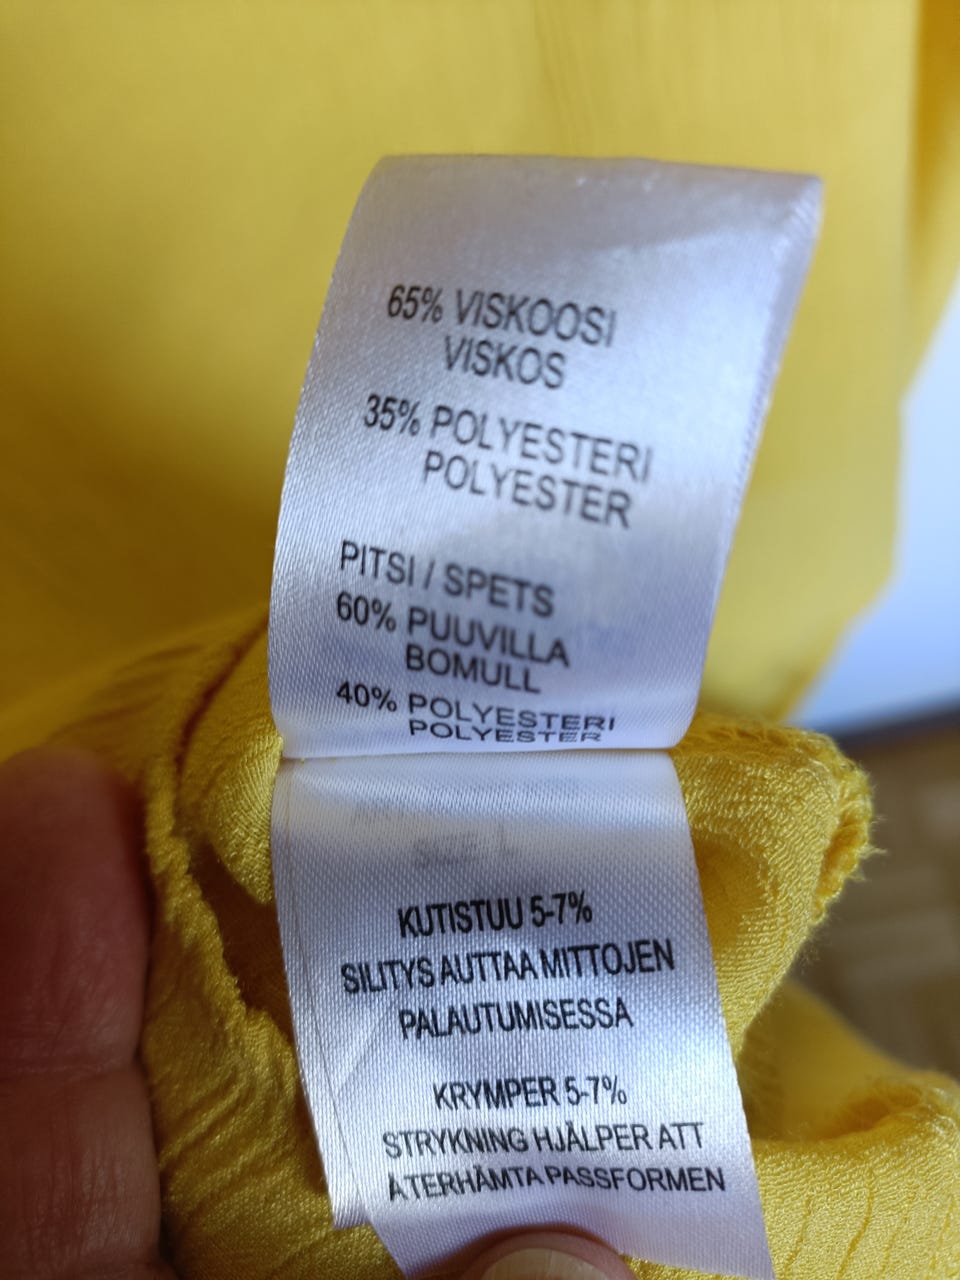 65% VISKOOSI
VISKOS
35% POLYESTERI
POLYESTER
PITSI / SPETS
60% PUUVILLA
BOMULL
40% POLYESTERI
POLYESTER
KUTISTUU 5-7%
SILITYS AUTTAA MITTOJEN
PALAUTUMISESSA
KRYMPER 5-7%
STRYKNING HJÄLPER ATT
ÅTERHÄMTA PASSFORMEN